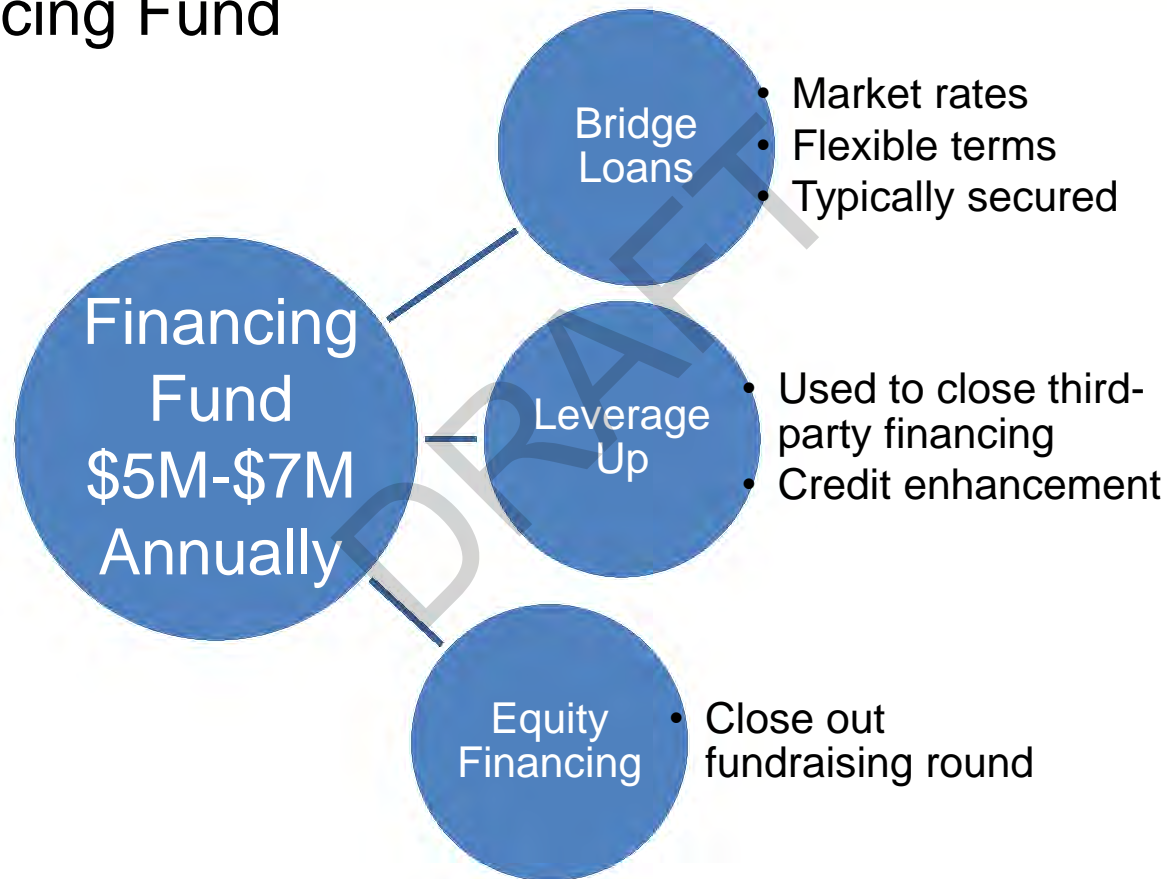 cing Fund
Bridge
Loans
• Market rates
• Flexible terms
• Typically secured
Financing
Fund
$5M-$7M
Annually
Leverage
Up
• Used to close third-
party financing
• Credit enhancement
Equity
Financing
• Close out
fundraising round
DRAFT